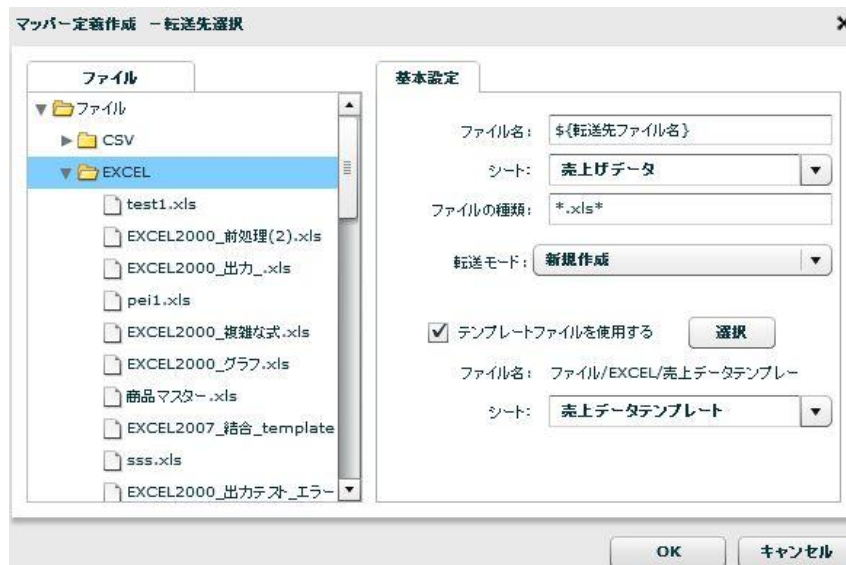 マッパー定義作成 －転送先選択
ファイル
ファイル
CSV
EXCEL
test1.xls
EXCEL2000_前処理(2).xls
EXCEL2000_出力_.xls
pei1.xls
EXCEL2000_複雑な式.xls
EXCEL2000_グラフ.xls
商品マスター.xls
EXCEL2007_結合_template
sss.xls
EXCEL2000_出力テスト_エラー
基本設定
ファイル名: ${転送先ファイル名}
シート: 売上げデータ
ファイルの種類: *.xls*
転送モード: 新規作成
テンプレートファイルを使用する 選択
ファイル名: ファイル/EXCEL/売上データテンプレー
シート: 売上データテンプレート
OK キャンセル